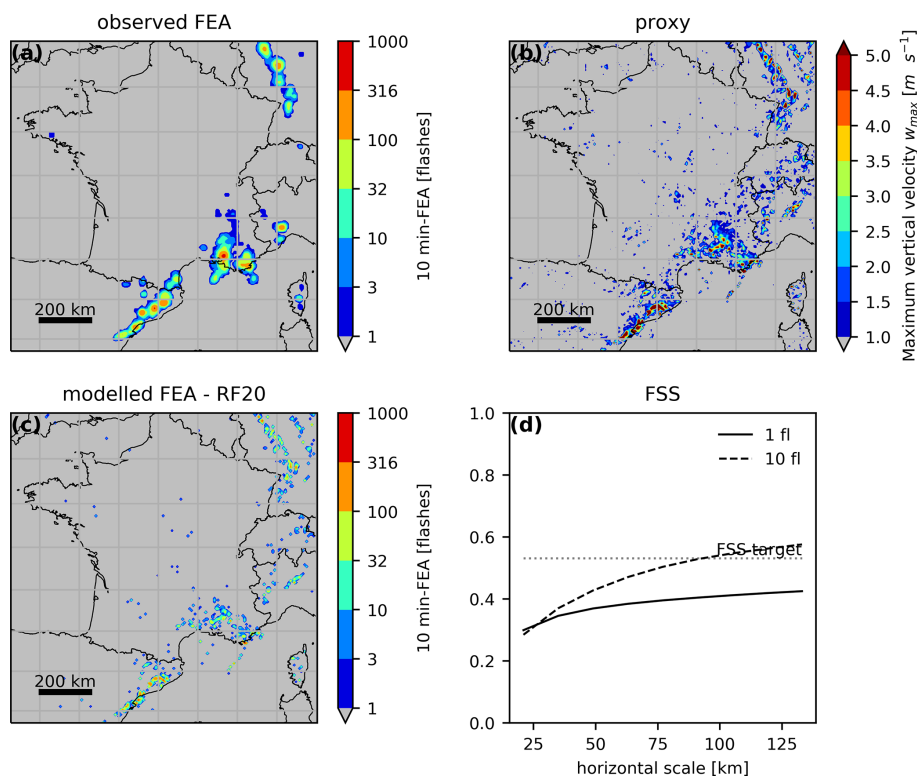 observed FEA
(a)
1000
316
100
32
10
3
1
10 min-FEA [flashes]
200 km
proxy
(b)
5.0
4.5
4.0
3.5
3.0
2.5
2.0
1.5
1.0
Maximum vertical velocity w_max [m s⁻¹]
200 km
modelled FEA - RF20
(c)
1000
316
100
32
10
3
1
10 min-FEA [flashes]
200 km
FSS
(d)
1 fl
10 fl
FSS target
1.0
0.8
0.6
0.4
0.2
0.0
25 50 75 100 125
horizontal scale [km]